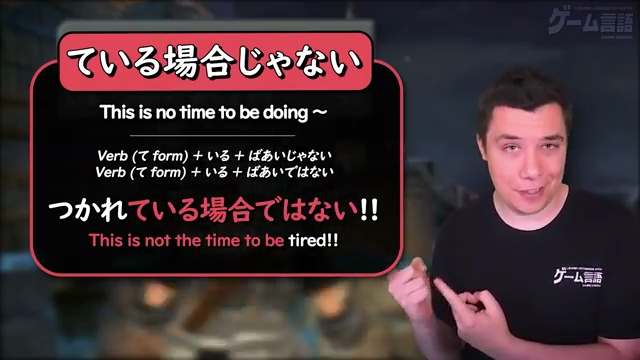 ている場合じゃない
This is no time to be doing ～
Verb (て form) + いる + ばあいじゃない
Verb (て form) + いる + ばあいではない
つかれている場合ではない!!
This is not the time to be tired!!
ゲーム言語
ゲーム言語